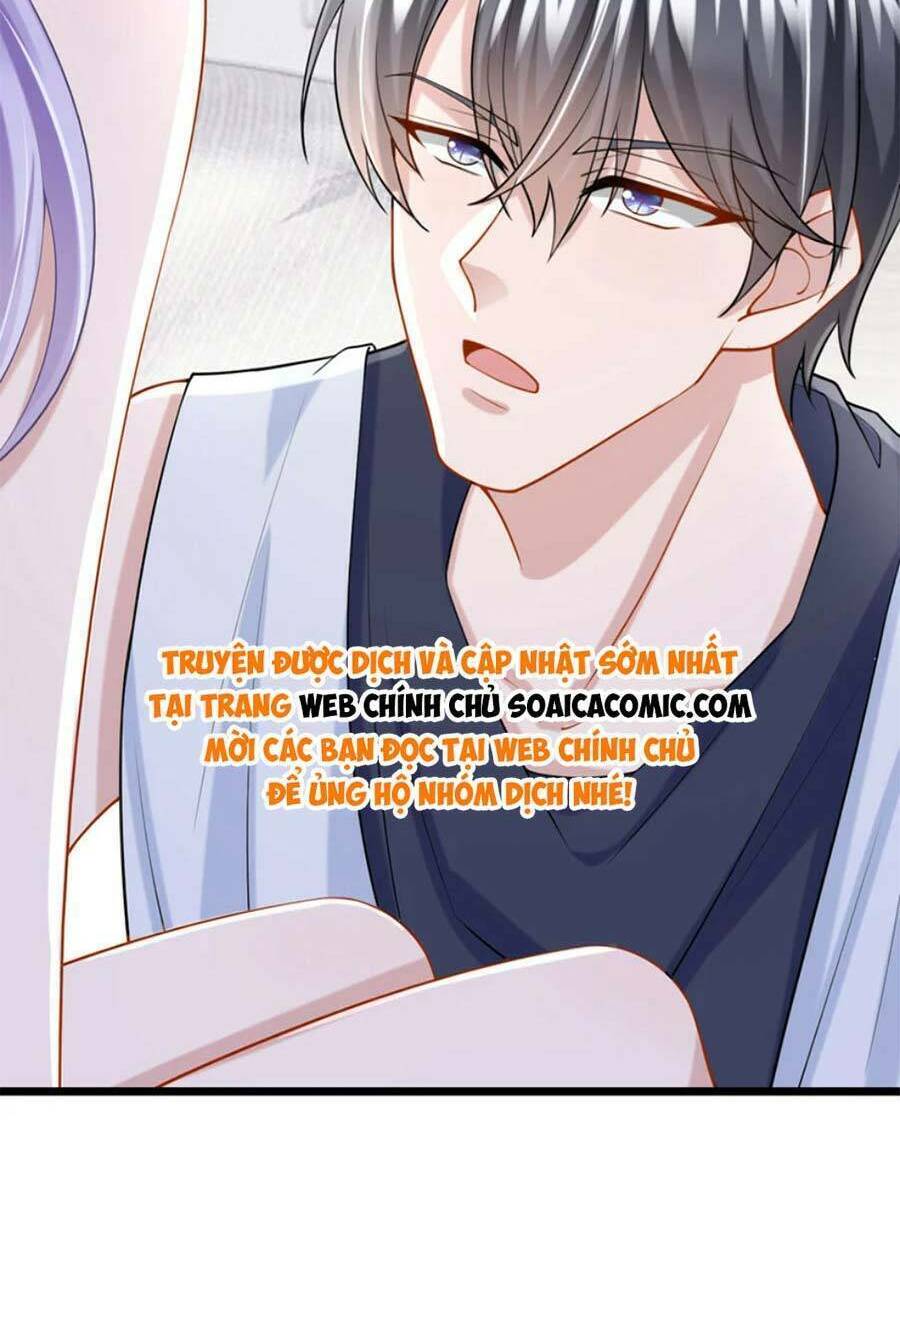 TRUYỆN ĐƯỢC DỊCH VÀ CẬP NHẬT SỚM NHẤT
TẠI TRANG WEB CHÍNH CHỦ SOAICACOMIC.COM
MỜI CÁC BẠN ĐỌC TẠI WEB CHÍNH CHỦ
ĐỂ ỦNG HỘ NHÓM DỊCH NHÉ!